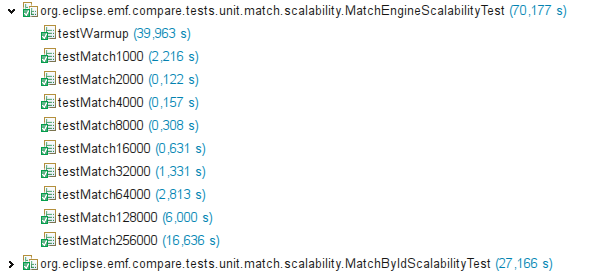 org.eclipse.emf.compare.tests.unit.match.scalability.MatchEngineScalabilityTest (70,177 s)
testWarmup (39,963 s)
testMatch1000 (2,216 s)
testMatch2000 (0,122 s)
testMatch4000 (0,157 s)
testMatch8000 (0,308 s)
testMatch16000 (0,631 s)
testMatch32000 (1,331 s)
testMatch64000 (2,813 s)
testMatch128000 (6,000 s)
testMatch256000 (16,636 s)
org.eclipse.emf.compare.tests.unit.match.scalability.MatchByIdScalabilityTest (27,166 s)